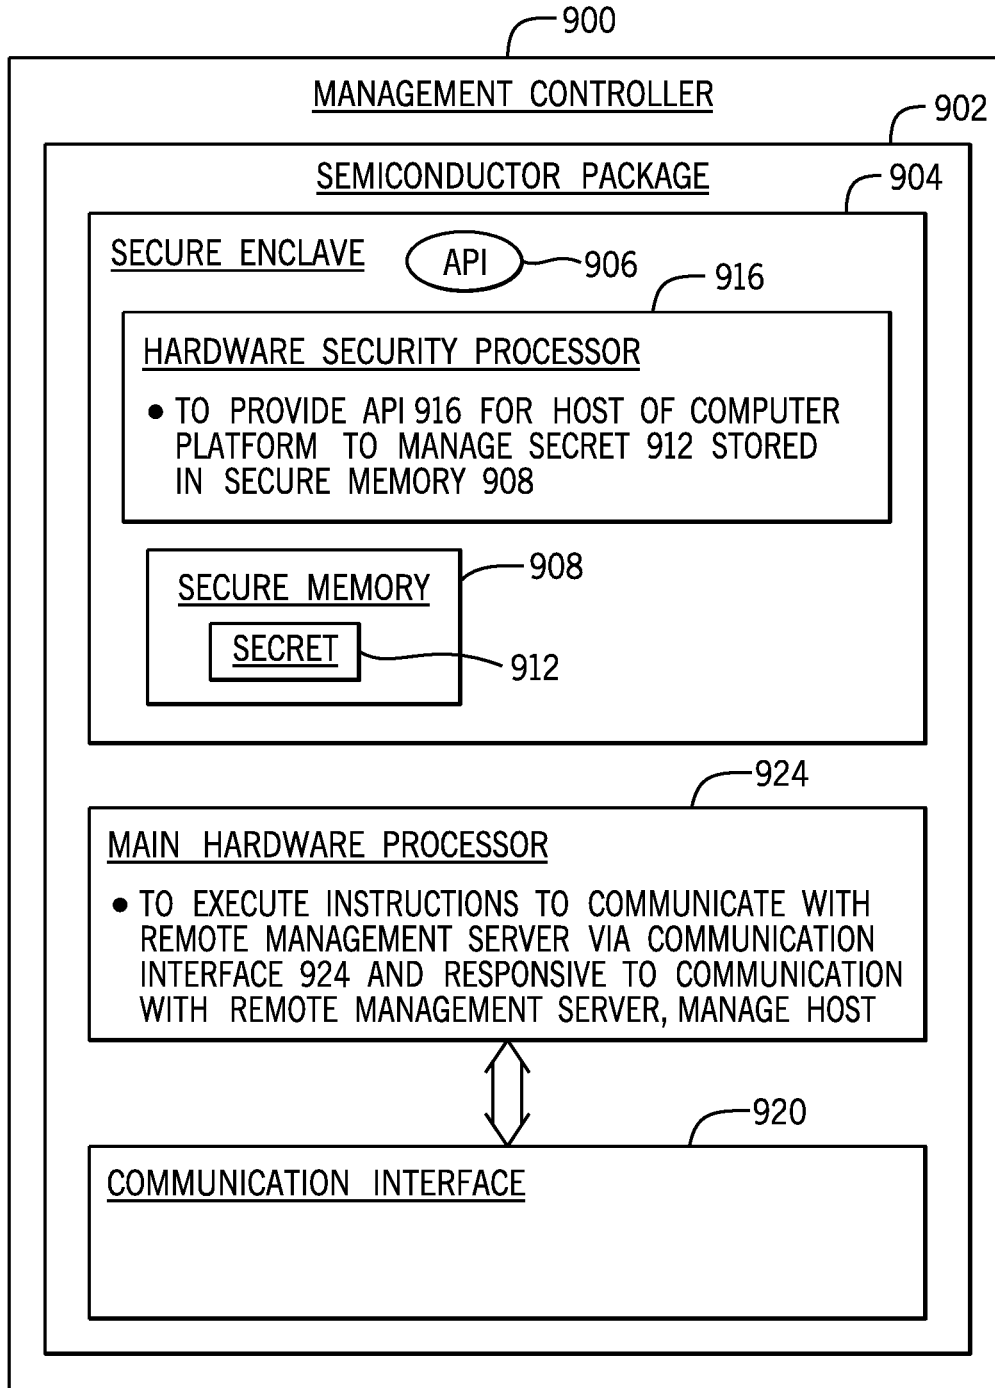 900
MANAGEMENT CONTROLLER
902
SEMICONDUCTOR PACKAGE
904
SECURE ENCLAVE
API
906
916
HARDWARE SECURITY PROCESSOR
• TO PROVIDE API 916 FOR HOST OF COMPUTER
PLATFORM TO MANAGE SECRET 912 STORED
IN SECURE MEMORY 908
908
SECURE MEMORY
SECRET
912
924
MAIN HARDWARE PROCESSOR
• TO EXECUTE INSTRUCTIONS TO COMMUNICATE WITH
REMOTE MANAGEMENT SERVER VIA COMMUNICATION
INTERFACE 924 AND RESPONSIVE TO COMMUNICATION
WITH REMOTE MANAGEMENT SERVER, MANAGE HOST
920
COMMUNICATION INTERFACE